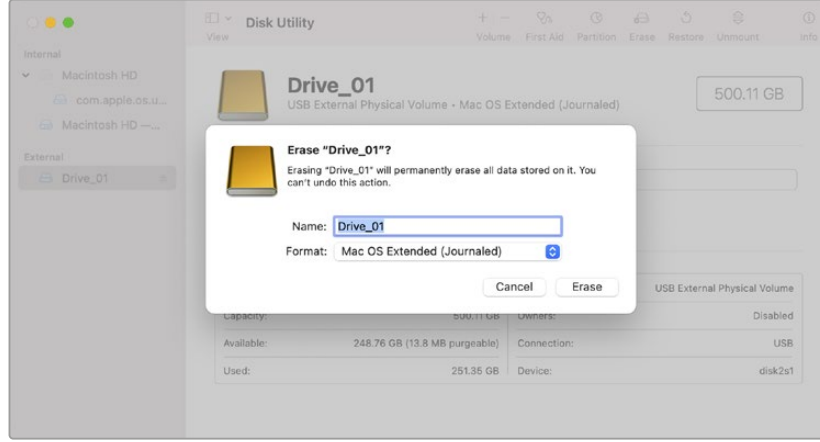 Disk Utility
View
Volume First Aid Partition Erase Restore Unmount Info
Internal
Macintosh HD
com.apple.os.u...
Macintosh HD —...
External
Drive_01
Drive_01
USB External Physical Volume • Mac OS Extended (Journaled)
500.11 GB
Erase “Drive_01”?
Erasing “Drive_01” will permanently erase all data stored on it. You
can’t undo this action.
Name: Drive_01
Format: Mac OS Extended (Journaled)
Cancel Erase
USB External Physical Volume
Capacity: 500.11 GB Owners: Disabled
Available: 248.76 GB (13.8 MB purgeable) Connection: USB
Used: 251.35 GB Device: disk2s1